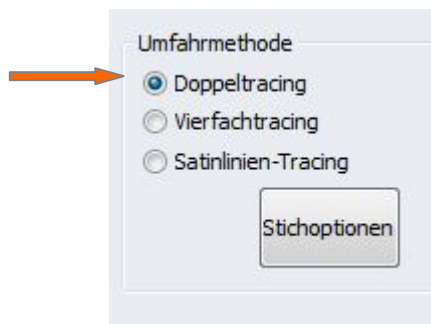 Umfahrmethode
Doppeltracing
Vierfachtracing
Satinlinien-Tracing
Stichoptionen